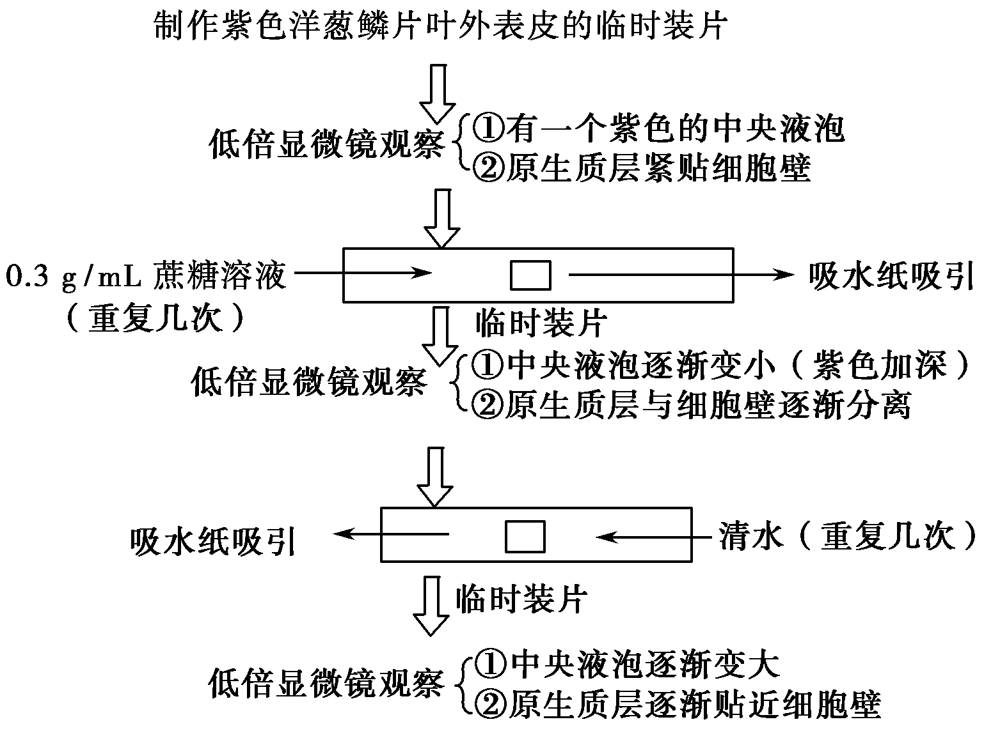 制作紫色洋葱鳞片叶外表皮的临时装片
低倍显微镜观察
①有一个紫色的中央液泡
②原生质层紧贴细胞壁
0.3 g/mL 蔗糖溶液
（重复几次）
吸水纸吸引
临时装片
低倍显微镜观察
①中央液泡逐渐变小（紫色加深）
②原生质层与细胞壁逐渐分离
吸水纸吸引
清水（重复几次）
临时装片
低倍显微镜观察
①中央液泡逐渐变大
②原生质层逐渐贴近细胞壁